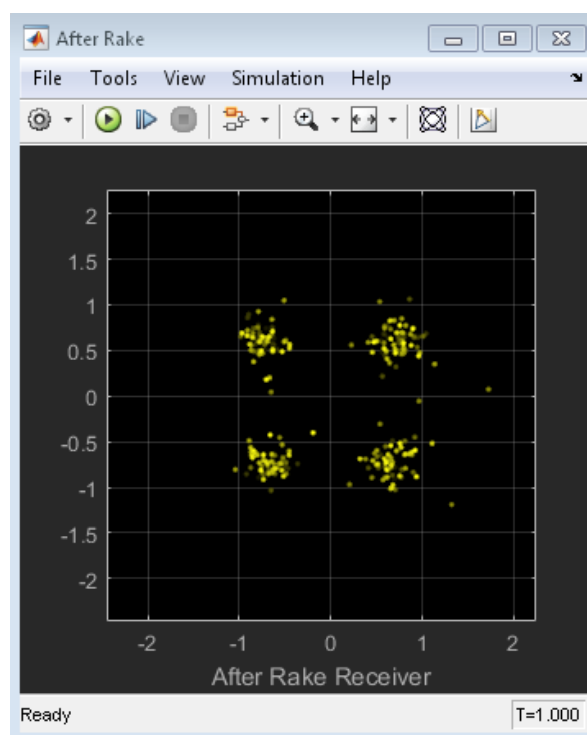 After Rake
File Tools View Simulation Help
2
1.5
1
0.5
0
-0.5
-1
-1.5
-2
-2 -1 0 1 2
After Rake Receiver
Ready T=1.000